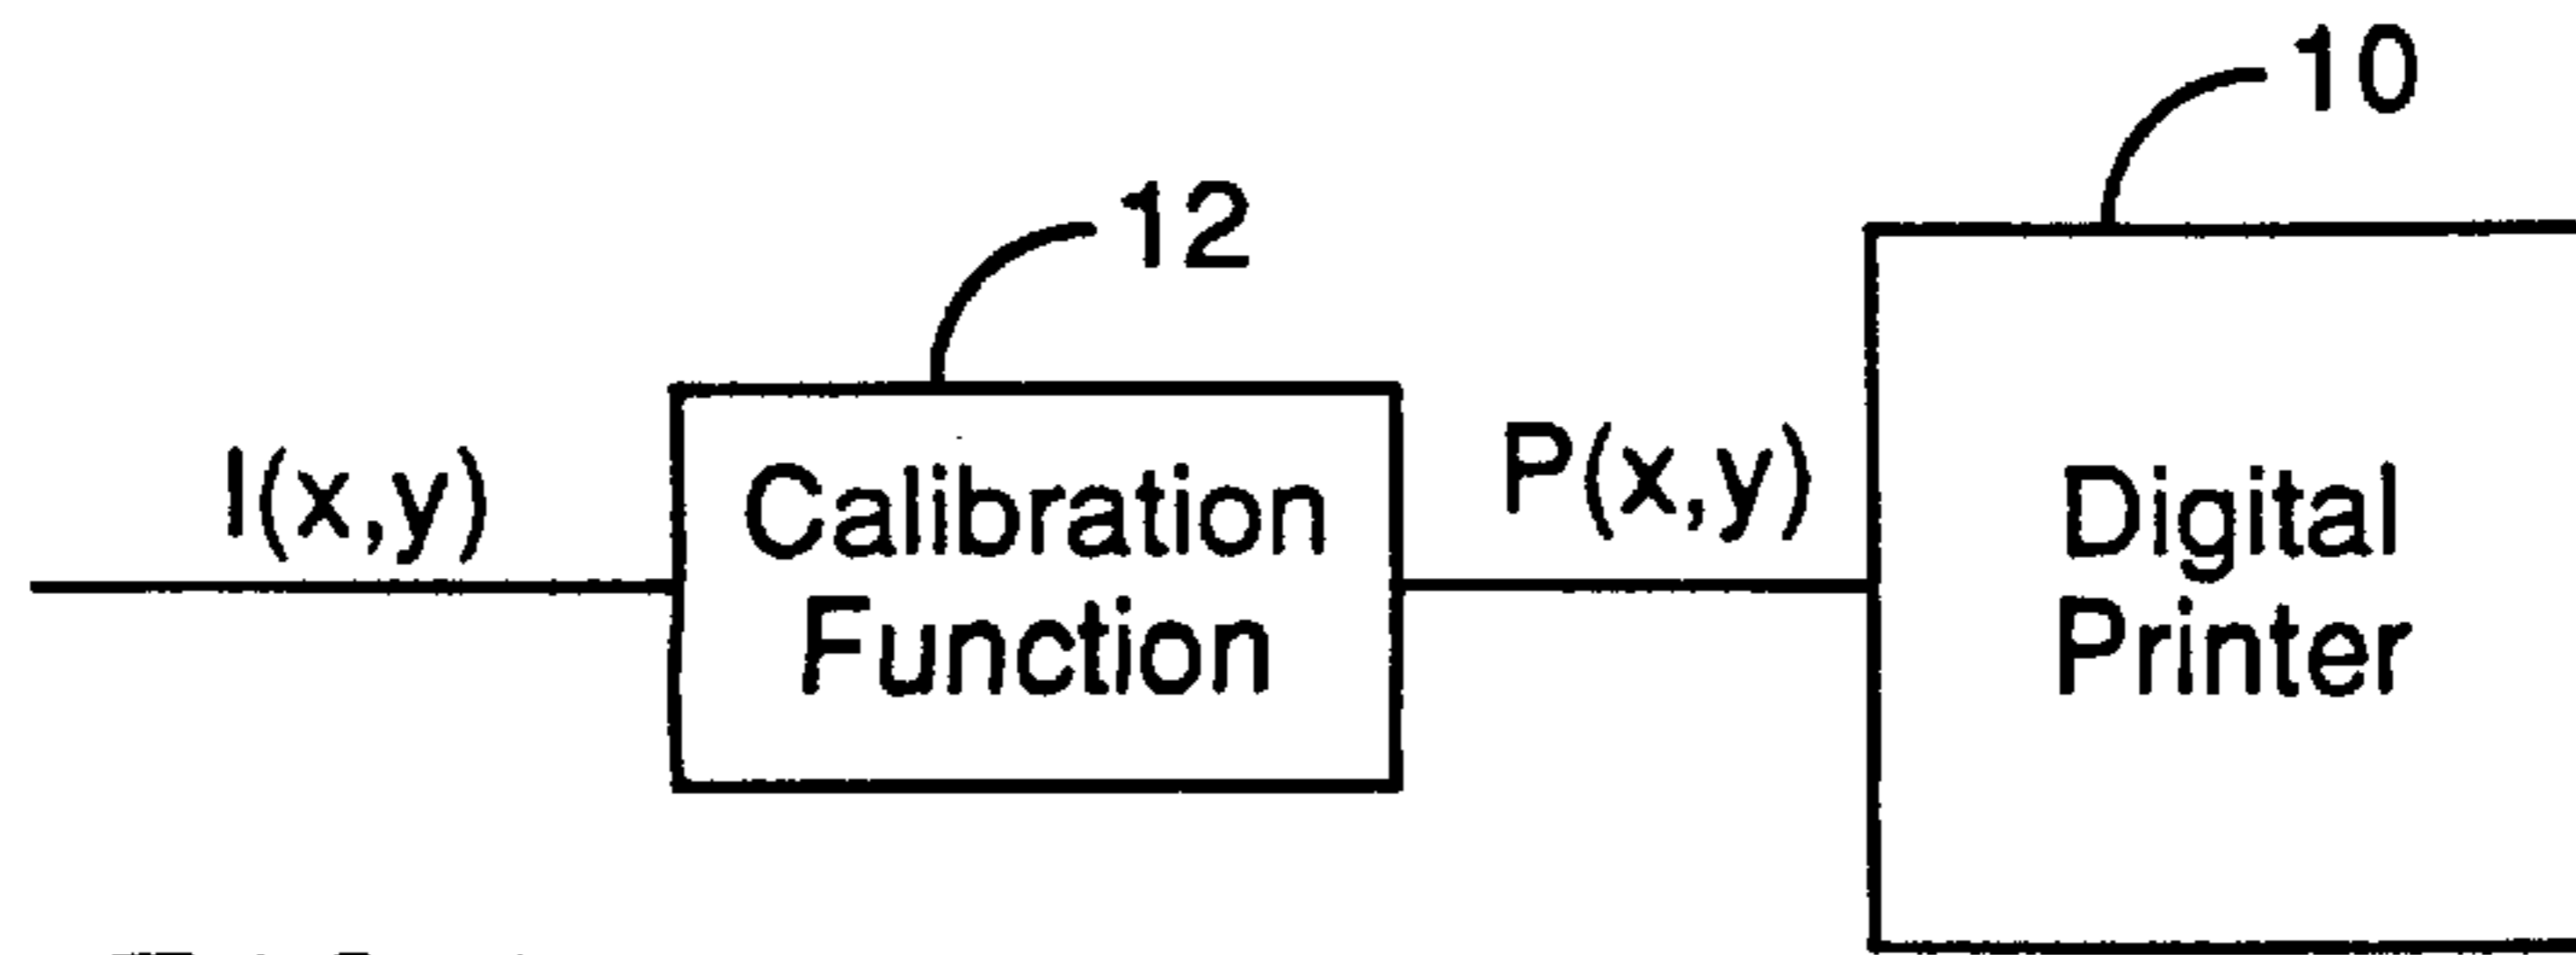 10
12
I(x,y)
P(x,y)
Calibration
Function
Digital
Printer